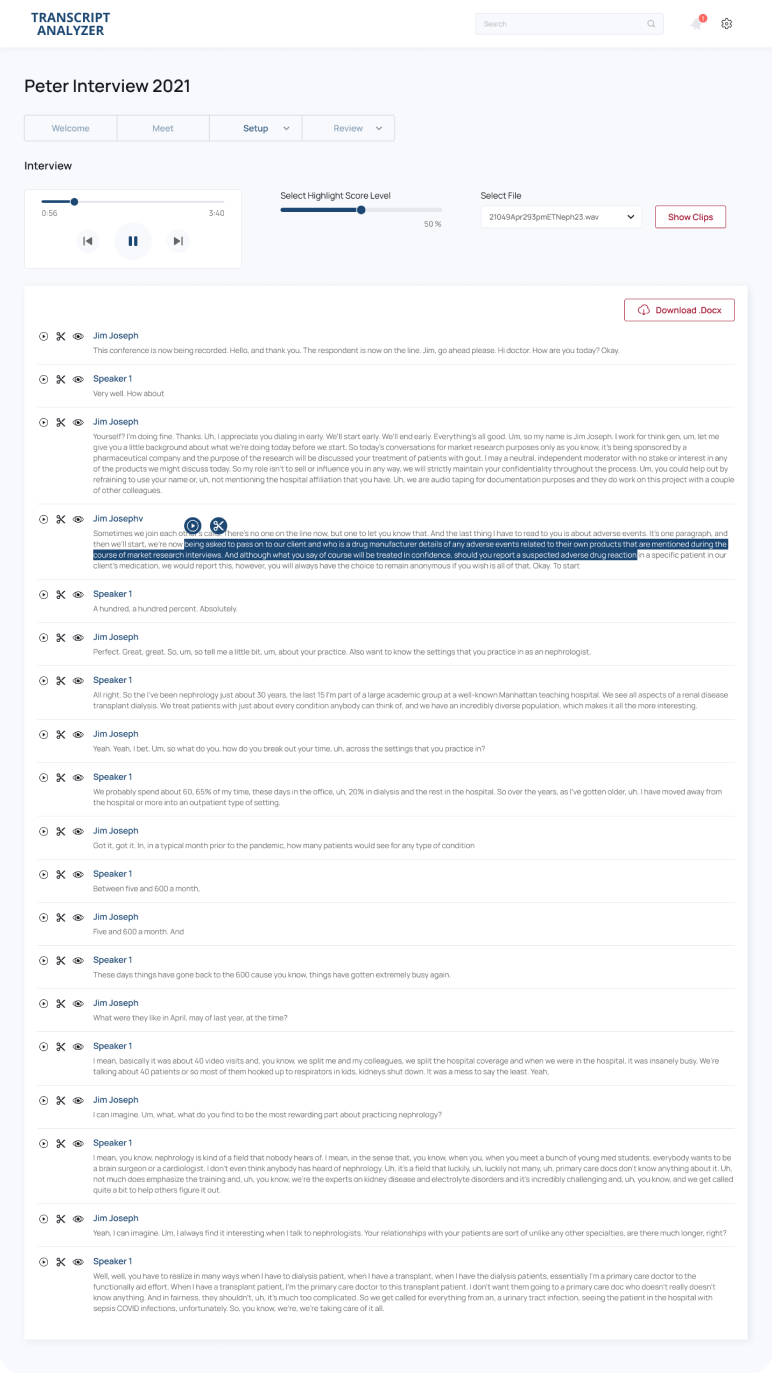 TRANSCRIPT
ANALYZER
Search
1
Peter Interview 2021
Welcome
Meet
Setup
Review
Interview
0:56
3:40
Select Highlight Score Level
50 %
Select File
21049Apr293pmETNeph23.wav
Show Clips
Download .Docx
Jim Joseph
This conference is now being recorded. Hello, and thank you. The respondent is now on the line. Jim, go ahead please. Hi doctor. How are you today? Okay.
Speaker 1
Very well. How about
Jim Joseph
Yourself? I'm doing fine. Thanks. Uh, I appreciate you dialing in early. We'll start early. We'll end early. Everything's all good. Um, so my name is Jim Joseph. I work for think gen, um, let me
give you a little background about what we're doing today before we start. So today's conversations for market research purposes only as you know, it's being sponsored by a
pharmaceutical company and the purpose of the research will be discussed your treatment of patients with gout. I may a neutral, independent moderator with no stake or interest in any
of the products we might discuss today. So my role isn't to sell or influence you in any way, we will strictly maintain your confidentiality throughout the process. Um, you could help out by
refraining to use your name or, uh, not mentioning the hospital affiliation that you have. Uh, we are audio taping for documentation purposes and they do work on this project with a couple
of other colleagues.
Jim Josephv
Sometimes we join each other's calls. There's no one on the line now, but one to let you know that. And the last thing I have to read to you is about adverse events. It's one paragraph, and
then we'll start, we're now being asked to pass on to our client and who is a drug manufacturer details of any adverse events related to their own products that are mentioned during the
course of market research interviews. And although what you say of course will be treated in confidence, should you report a suspected adverse drug reaction in a specific patient in our
client's medication, we would report this, however, you will always have the choice to remain anonymous if you wish is all of that. Okay. To start
Speaker 1
A hundred, a hundred percent. Absolutely.
Jim Joseph
Perfect. Great, great. So, um, so tell me a little bit, um, about your practice. Also want to know the settings that you practice in as an nephrologist.
Speaker 1
All right. So the I've been nephrology just about 30 years, the last 15 I'm part of a large academic group at a well-known Manhattan teaching hospital. We see all aspects of a renal disease
transplant dialysis. We treat patients with just about every condition anybody can think of, and we have an incredibly diverse population, which makes it all the more interesting.
Jim Joseph
Yeah. Yeah, I bet. Um, so what do you, how do you break out your time, uh, across the settings that you practice in?
Speaker 1
We probably spend about 60, 65% of my time, these days in the office, uh, 20% in dialysis and the rest in the hospital. So over the years, as I've gotten older, uh, I have moved away from
the hospital or more into an outpatient type of setting.
Jim Joseph
Got it, got it. In, in a typical month prior to the pandemic, how many patients would see for any type of condition
Speaker 1
Between five and 600 a month,
Jim Joseph
Five and 600 a month. And
Speaker 1
These days things have gone back to the 600 cause you know, things have gotten extremely busy again.
Jim Joseph
What were they like in April, may of last year, at the time?
Speaker 1
I mean, basically it was about 40 video visits and, you know, we split me and my colleagues, we split the hospital coverage and when we were in the hospital, it was insanely busy. We're
talking about 40 patients or so most of them hooked up to respirators in kids, kidneys shut down. It was a mess to say the least. Yeah,
Jim Joseph
I can imagine. Um, what, what do you find to be the most rewarding part about practicing nephrology?
Speaker 1
I mean, you know, nephrology is kind of a field that nobody hears of. I mean, in the sense that, you know, when you, when you meet a bunch of young med students, everybody wants to be
a brain surgeon or a cardiologist. I don't even think anybody has heard of nephrology. Uh, it's a field that luckily, uh, luckily not many, uh, primary care docs don't know anything about it. Uh,
not much does emphasize the training and, uh, you know, we're the experts on kidney disease and electrolyte disorders and it's incredibly challenging and, uh, you know, and we get called
quite a bit to help others figure it out.
Jim Joseph
Yeah, I can imagine. Um, I always find it interesting when I talk to nephrologists. Your relationships with your patients are sort of unlike any other specialties, are there much longer, right?
Speaker 1
Well, well, you have to realize in many ways when I have to dialysis patient, when I have a transplant, when I have the dialysis patients, essentially I'm a primary care doctor to the
functionally aid effort. When I have a transplant patient, I'm the primary care doctor to this transplant patient. I don't want them going to a primary care doc who doesn't really doesn't
know anything. And in fairness, they shouldn't, uh, it's much too complicated. So we get called for everything from an, a urinary tract infection, seeing the patient in the hospital with
sepsis COVID infections, unfortunately. So, you know, we're, we're taking care of it all.